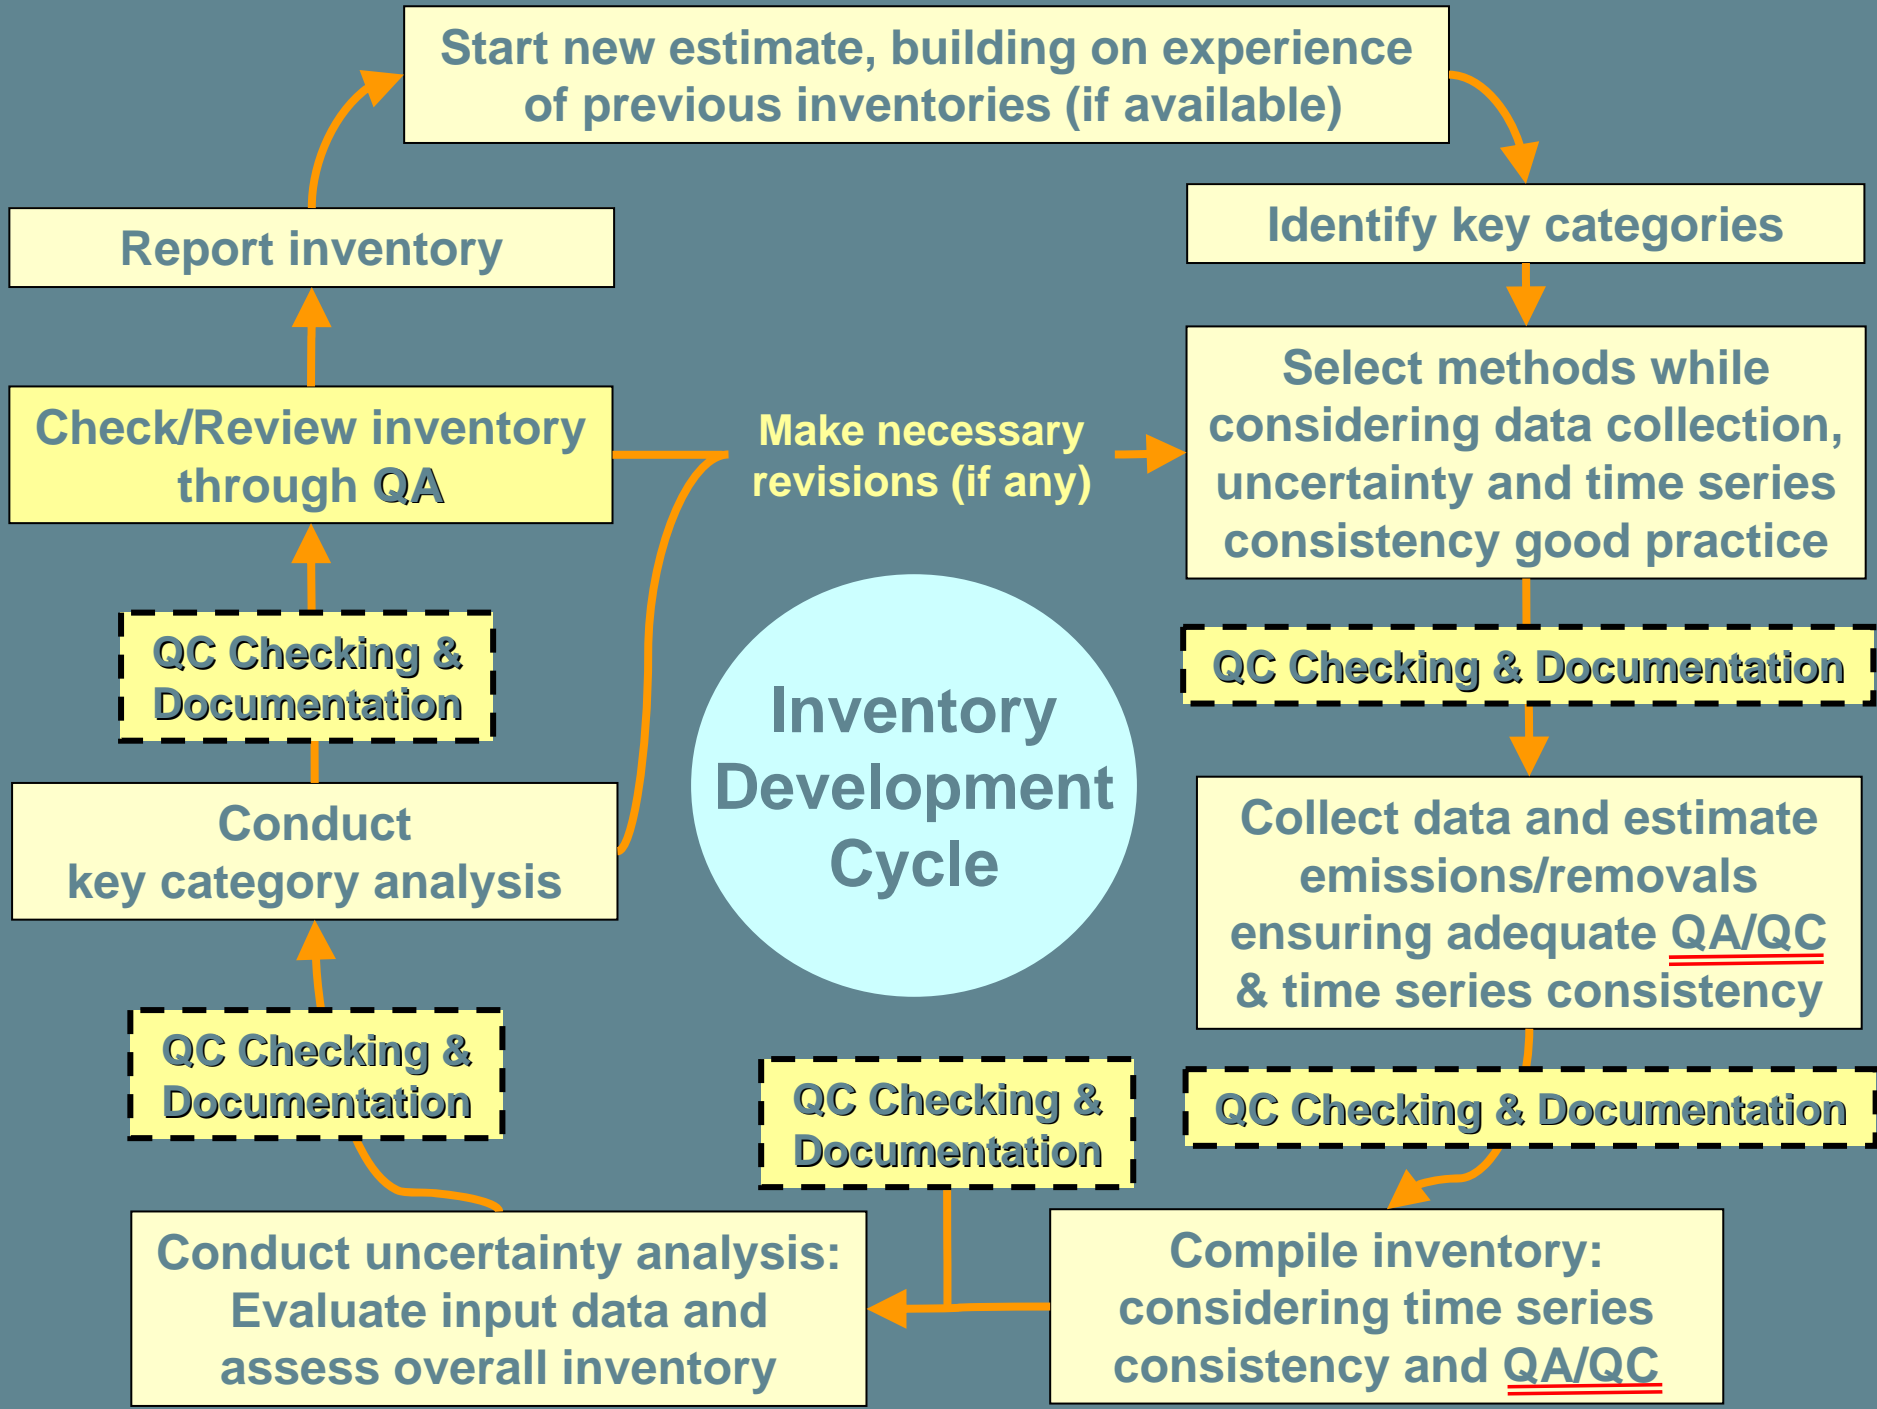 Start new estimate, building on experience
of previous inventories (if available)
Identify key categories
Select methods while
considering data collection,
uncertainty and time series
consistency good practice
QC Checking & Documentation
Collect data and estimate
emissions/removals
ensuring adequate QA/QC
& time series consistency
QC Checking & Documentation
Compile inventory:
considering time series
consistency and QA/QC
QC Checking &
Documentation
Conduct uncertainty analysis:
Evaluate input data and
assess overall inventory
QC Checking &
Documentation
Conduct
key category analysis
QC Checking &
Documentation
Check/Review inventory
through QA
Report inventory
Make necessary
revisions (if any)
Inventory
Development
Cycle